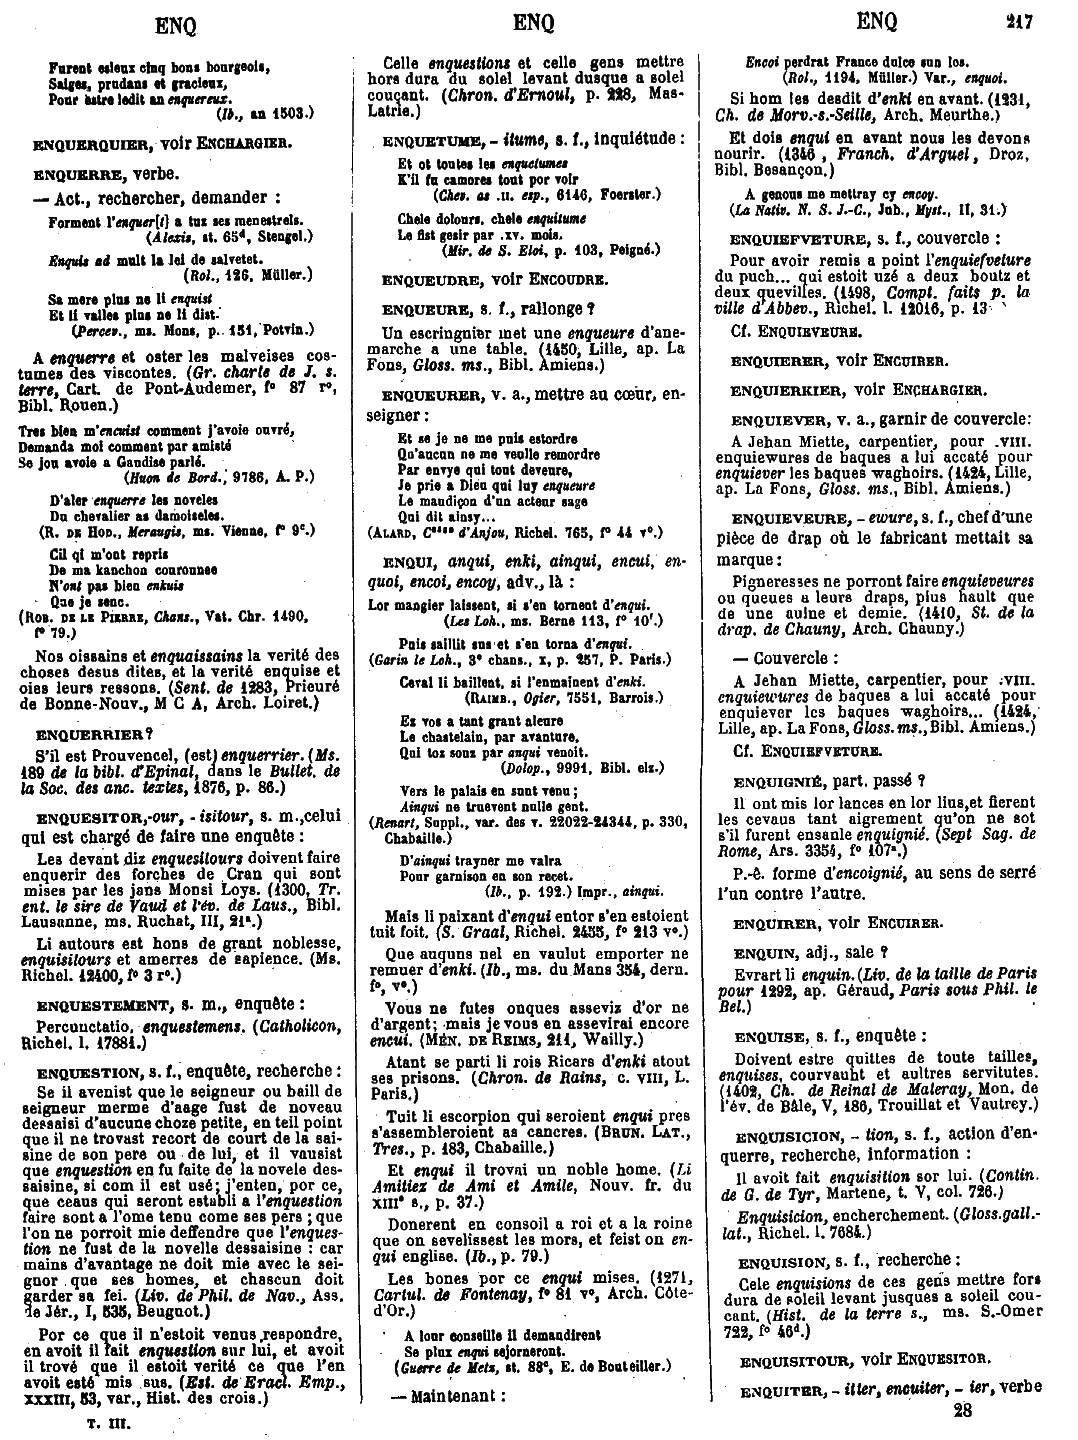 ENQ
ENQ
ENQ
217
Furent esleux cinq bons bourgeois,
Saiges, prudans et gracieux,
Pour estre ledit an enquereux.
(Ib., an 1503.)
ENQUERQUIER, voir ENCHARGIER.
ENQUERRE, verbe.
— Act., rechercher, demander :
Forment l'enquer[t] a tuz ses menestrels.
(Alexis, st. 65d, Stengel.)
Enquis ad mult la lei de salvetet.
(Rol., 126, Müller.)
Sa mere plus ne li enquist
Et li valles plus ne li dist.
(Percev., ms. Mons, p. 151, Potvin.)
A enquerre et oster les malveises cos-
tumes des viscontes. (Gr. charte de J. s.
terre, Cart. de Pont-Audemer, f° 87 r°,
Bibl. Rouen.)
Tres bien m'encuist comment j'avoie ouvré,
Demanda moi comment par amisté
Se jou avoie a Gaudise parlé.
(Huon de Bord., 9786, A. P.)
D'aler enquerre les noveles
Du chevalier as damoiseles.
(R. DE HOD., Meraugis, ms. Vienne, f° 9c.)
Cil qi m'ont repris
De ma kanchon couronnee
N'ont pas bien enkuis
Que je senc.
(ROB. DE LE PIERRE, Chans., Vat. Chr. 1490,
f° 79.)
Nos oissains et enquaissains la verité des
choses desus dites, et la verité enquise et
oies leurs ressons. (Sent. de 1283, Prieuré
de Bonne-Nouv., M C A, Arch. Loiret.)
ENQUERRIER?
S'il est Prouvencel, (est) enquerrier. (Ms.
189 de la bibl. d'Epinal, dans le Bullet. de
la Soc. des anc. textes, 1876, p. 86.)
ENQUESITOR,-our, - isitour, s. m., celui
qui est chargé de faire une enquête :
Les devant diz enquesitours doivent faire
enquerir des forches de Cran qui sont
mises par les jans Monsi Loys. (1300, Tr.
ent. le sire de Vaud et l'év. de Laus., Bibl.
Lausanne, ms. Ruchat, III, 21a.)
Li autours est hons de grant noblesse,
enquisitours et amerres de sapience. (Ms.
Richel. 12400, f° 3 r°.)
ENQUESTEMENT, s. m., enquête :
Percunctatio, enquestemens. (Catholicon,
Richel. l. 17881.)
ENQUESTION, s. f., enquête, recherche :
Se il avenist que le seigneur ou baill de
seigneur merme d'aage fust de noveau
dessaisi d'aucune choze petite, en teil point
que il ne trovast recort de court de la sai-
sine de son pere ou de lui, et il vausist
que enquestion en fu faite de la novele des-
saisine, si com il est usé; j'enten, par ce,
que ceaus qui seront establi a l'enquestion
faire sont a l'ome tenu come ses pers ; que
l'on ne porroit mie deffendre que l'enques-
tion ne fust de la novelle dessaisine : car
mains d'avantage ne doit mie avec le sei-
gnor que ses homes, et chascun doit
garder sa fei. (Liv. de Phil. de Nav., Ass.
de Jér., I, 535, Beugnot.)
Por ce que il n'estoit venus respondre,
en avoit il fait enquestion sur lui, et avoit
il trové que il estoit verité ce que l'en
avoit esté mis sus. (Est. de Eracl. Emp.,
XXXIII, 53, var., Hist. des crois.)
T. III.
Celle enquestions et celle gens mettre
hors dura du solel levant dusque a solel
couçant. (Chron. d'Ernoul, p. 228, Mas-
Latrie.)
ENQUETUME, - itume, s. f., inquiétude :
Et ot toutes les enquetumes
K'il fu camores tout por voir
(Chev. as .II. esp., 6146, Foerster.)
Chele dolours, chele enquitume
Le fist gesir par .xv. mois.
(Mir. de S. Eloi, p. 103, Peigné.)
ENQUEUDRE, voir ENCOUDRE.
ENQUEURE, s. f., rallonge ?
Un escringnier met une enqueure d'ane-
marche a une table. (1450, Lille, ap. La
Fons, Gloss. ms., Bibl. Amiens.)
ENQUEURER, v. a., mettre au cœur, en-
seigner :
Et se je ne me puis estordre
Qu'aucun ne me veulle remordre
Par envye qui tout deveure,
Je prie a Dieu qui luy enqueure
Le maudiçon d'un acteur sage
Qui dit ainsy...
(ALARD, Csse d'Anjou, Richel. 765, f° 44 v°.)
ENQUI, anqui, enki, ainqui, encui, en-
quoi, encoi, encoy, adv., là :
Lor mangier laissent, si s'en tornent d'enqui.
(Les Loh., ms. Berne 113, f° 10f.)
Puis saillit sus et s'en torna d'enqui.
(Garin le Loh., 3e chans., x, p. 257, P. Paris.)
Ceval li baillent, si l'enmainent d'enki.
(RAIMB., Ogier, 7551, Barrois.)
Ez vos a tant grant aleure
Le chastelain, par avanture,
Qui toz souz par anqui venoit.
(Dolop., 9991, Bibl. elz.)
Vers le palais en sunt venu ;
Ainqui ne truevent nulle gent.
(Renart, Suppl., var. des v. 22022-24344, p. 330,
Chabaille.)
D'ainqui trayner me vaira
Pour garnison en son recet.
(Ib., p. 192.) Impr., ainqui.
Mais li paixant d'enqui entor s'en estoient
tuit foit. (S. Graal, Richel. 2455, f° 213 v°.)
Que auguns nel en vaulut emporter ne
remuer d'enki. (Ib., ms. du Mans 354, dern.
f°, v°.)
Vous ne futes onques asseviz d'or ne
d'argent; mais je vous en assevirai encore
encui. (MÉN. DE REIMS, 211, Wailly.)
Atant se parti li rois Ricars d'enki atout
ses prisons. (Chron. de Rains, c. VIII, L.
Paris.)
Tuit li escorpion qui seroient enqui pres
s'assembleroient as cancres. (BRUN. LAT.,
Tres., p. 183, Chabaille.)
Et enqui il trovai un noble home. (Li
Amitiez de Ami et Amile, Nouv. fr. du
XIIIe s., p. 37.)
Donerent en consoil a roi et a la roine
que on sevelissest les mors, et feist on en-
qui englise. (Ib., p. 79.)
Les bones por ce enqui mises. (1271,
Cartul. de Fontenay, f° 81 v°, Arch. Côte-
d'Or.)
A lour conseille il demandirent
Se plux enqui sejorneront.
(Guerre de Metz, st. 88a, E. de Bouteiller.)
— Maintenant :
Encoi perdrat France dulce sun los.
(Rol., 1194, Müller.) Var., enquoi.
Si hom les desdit d'enki en avant. (1231,
Ch. de Morv.-s.-Seille, Arch. Meurthe.)
Et dois enqui en avant nous les devons
nourir. (1346 , Franch. d'Arguel, Droz,
Bibl. Besançon.)
A genous me mettray cy encoy.
(La Nativ. N. S. J.-C., Jub., Myst., II, 31.)
ENQUIEFVETURE, s. f., couvercle :
Pour avoir remis a point l'enquiefveture
du puch... qui estoit uzé a deux boutz et
deux quevilles. (1498, Compt. faits p. la
ville d'Abbev., Richel. l. 12016, p. 13
Cf. ENQUIEVEURE.
ENQUIERER, voir ENCUIRER.
ENQUIERKIER, voir ENCHARGIER.
ENQUIEVER, v. a., garnir de couvercle:
A Jehan Miette, carpentier, pour .VIII.
enquiewures de baques a lui accaté pour
enquiever les baques waghoirs. (1424, Lille,
ap. La Fons, Gloss. ms., Bibl. Amiens.)
ENQUIEVEURE, - ewure, s. f., chef d'une
pièce de drap où le fabricant mettait sa
marque :
Pigneresses ne porront faire enquieveures
ou queues a leurs draps, plus hault que
de une aulne et demie. (1410, St. de la
drap. de Chauny, Arch. Chauny.)
— Couvercle :
A Jehan Miette, carpentier, pour .VIII.
enquiewures de baques a lui accaté pour
enquiever les baques waghoirs... (1424,
Lille, ap. La Fons, Gloss. ms., Bibl. Amiens.)
Cf. ENQUIEFVETURE.
ENQUIGNIÉ, part. passé ?
Il ont mis lor lances en lor lius, et fierent
les cevaus tant aigrement qu'on ne sot
s'il furent ensanle enquignié. (Sept Sag. de
Rome, Ars. 3354, f° 107a.)
P.-ê. forme d'encoignié, au sens de serré
l'un contre l'autre.
ENQUIRER, voir ENCUIRER.
ENQUIN, adj., sale ?
Evrart li enquin. (Liv. de la taille de Paris
pour 1292, ap. Géraud, Paris sous Phil. le
Bel.)
ENQUISE, s. f., enquête :
Doivent estre quittes de toute tailles,
enquises, courvaunt et aultres servitutes.
(1402, Ch. de Reinal de Maleray, Mon. de
l'év. de Bâle, V, 186, Trouillat et Vautrey.)
ENQUISICION, - tion, s. f., action d'en-
querre, recherche, information :
Il avoit fait enquisition sor lui. (Contin.
de G. de Tyr, Martene, t. V, col. 726.)
Enquisicion, encherchement. (Gloss.gall.-
lat., Richel. l. 7684.)
ENQUISION, s. f., recherche :
Cele enquisions de ces gens mettre fors
dura de soleil levant jusques a soleil cou-
cant. (Hist. de la terre s., ms. S.-Omer
722, f° 46d.)
ENQUISITOUR, voir ENQUESITOR.
ENQUITER, - itter, encuiter, - ier, verbe
28